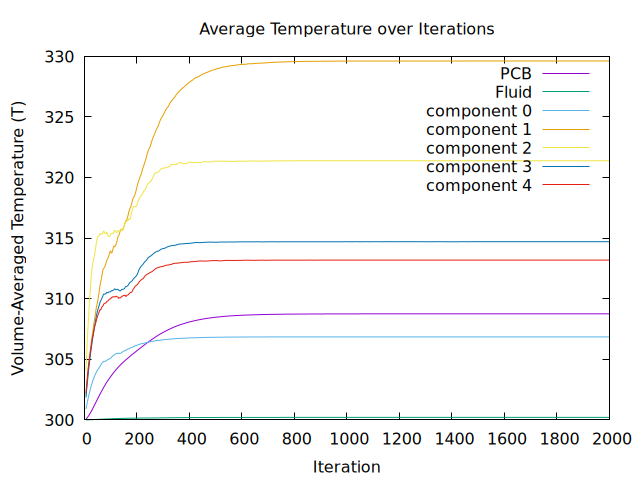 Average Temperature over Iterations
Volume-Averaged Temperature (T)
330
325
320
315
310
305
300
PCB
Fluid
component 0
component 1
component 2
component 3
component 4
0 200 400 600 800 1000 1200 1400 1600 1800 2000
Iteration